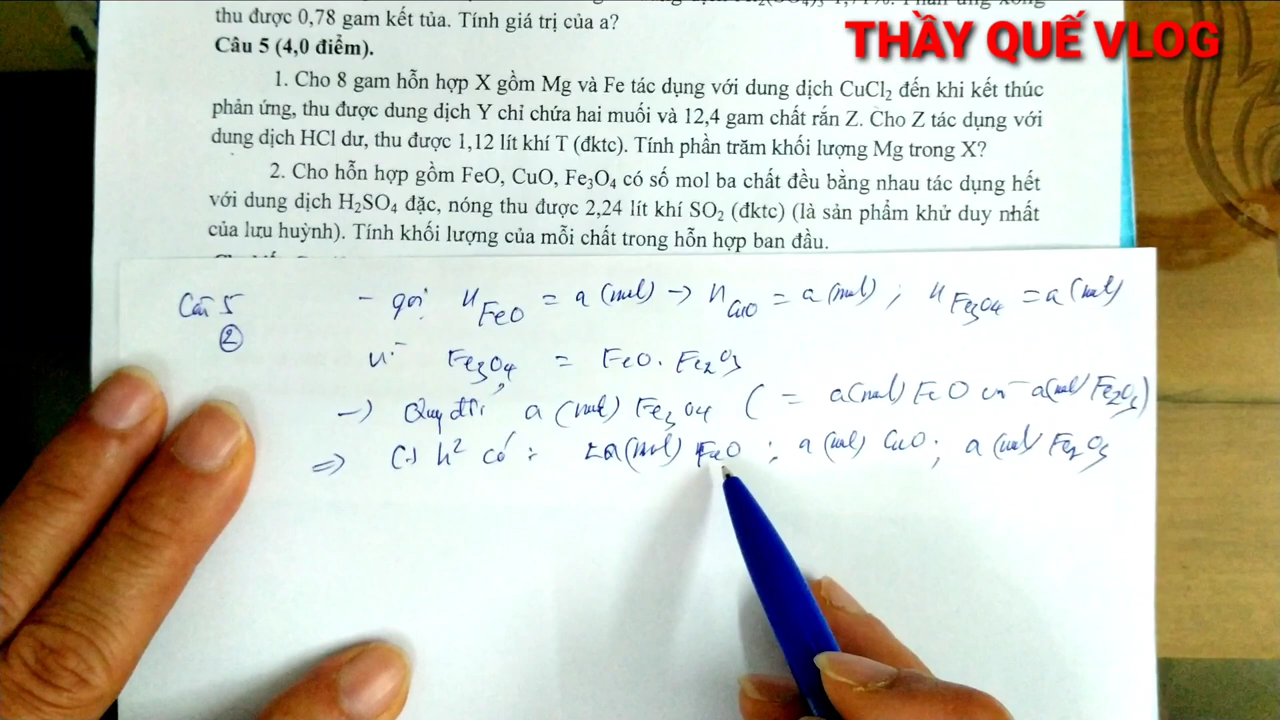 thu được 0,78 gam kết tủa. Tính giá trị của a?
THẦY QUẾ VLOG
Câu 5 (4,0 điểm).
1. Cho 8 gam hỗn hợp X gồm Mg và Fe tác dụng với dung dịch CuCl₂ đến khi kết thúc
phản ứng, thu được dung dịch Y chỉ chứa hai muối và 12,4 gam chất rắn Z. Cho Z tác dụng với
dung dịch HCl dư, thu được 1,12 lít khí T (đktc). Tính phần trăm khối lượng Mg trong X?
2. Cho hỗn hợp gồm FeO, CuO, Fe₃O₄ có số mol ba chất đều bằng nhau tác dụng hết
với dung dịch H₂SO₄ đặc, nóng thu được 2,24 lít khí SO₂ (đktc) (là sản phẩm khử duy nhất
của lưu huỳnh). Tính khối lượng của mỗi chất trong hỗn hợp ban đầu.
Câu 5 - gọi n FeO = a (mol) → n CuO = a (mol) ; n Fe₃O₄ = a (mol)
②
vì Fe₃O₄ = FeO. Fe₂O₃
→ Quy đổi a (mol) Fe₃O₄ ( = a(mol) FeO và a(mol) Fe₂O₃)
⇒ h² có : 2a(mol) FeO ; a (mol) CuO ; a (mol) Fe₂O₃